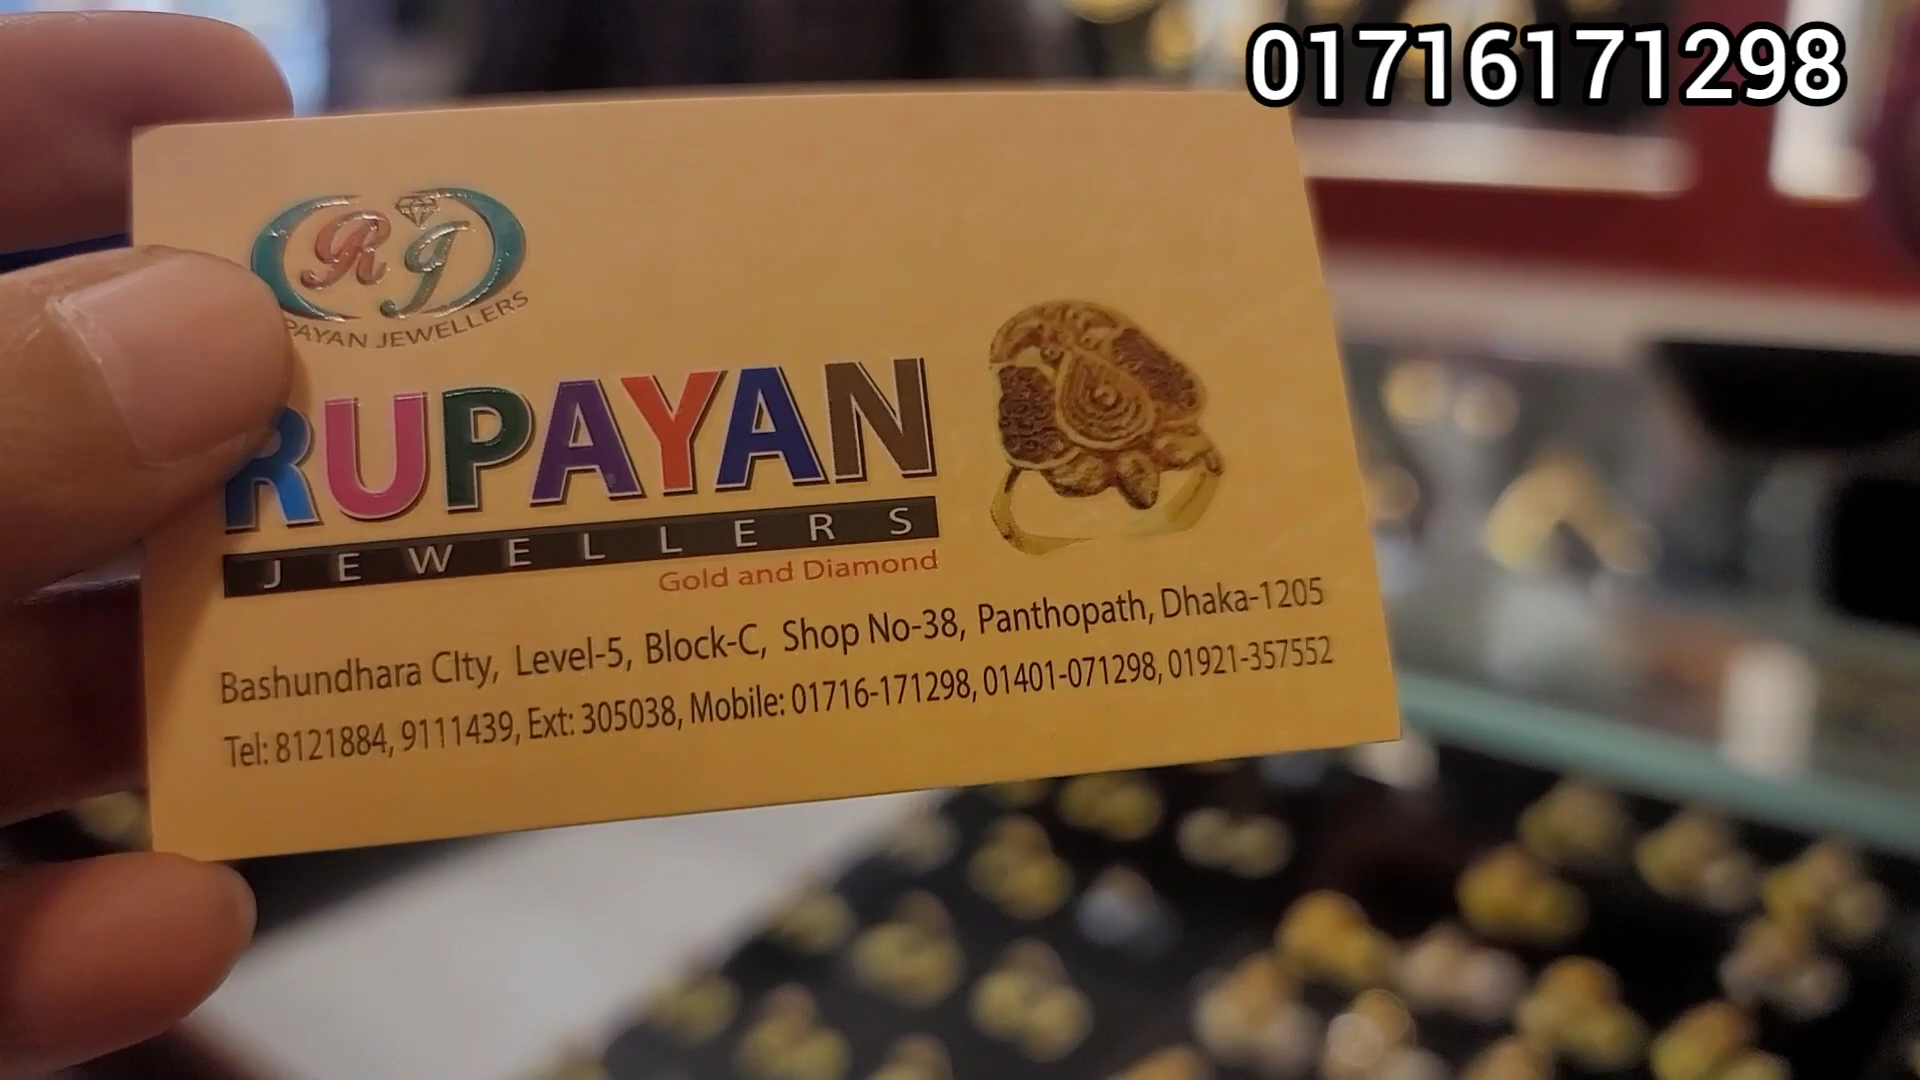 01716171298
RJ
PAYAN JEWELLERS
RUPAYAN
JEWELLERS
Gold and Diamond
Bashundhara CIty, Level-5, Block-C, Shop No-38, Panthopath, Dhaka-1205
Tel: 8121884, 9111439, Ext: 305038, Mobile: 01716-171298, 01401-071298, 01921-357552